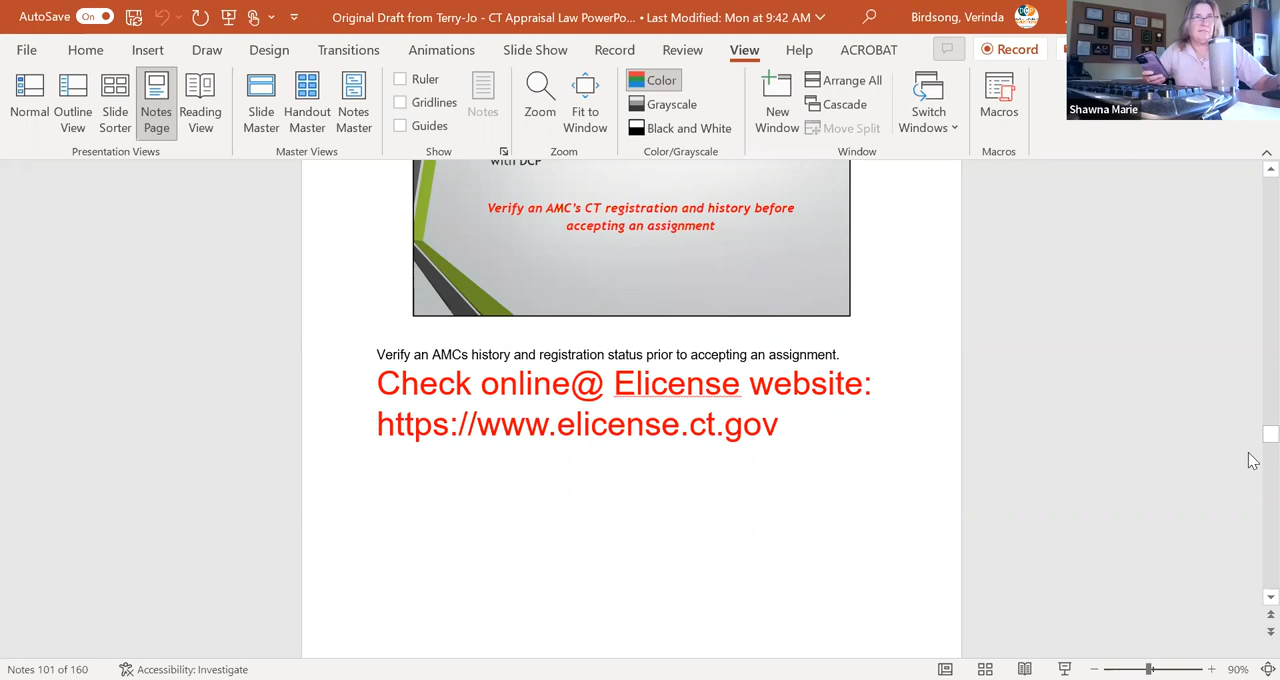 AutoSave On Original Draft from Terry-Jo - CT Appraisal Law PowerPo... • Last Modified: Mon at 9:42 AM Birdsong, Verinda
File Home Insert Draw Design Transitions Animations Slide Show Record Review View Help ACROBAT Record
Normal Outline View Slide Sorter Notes Page Reading View
Presentation Views
Slide Master Handout Master Notes Master
Master Views
Ruler
Gridlines
Guides
Notes
Show
Zoom Fit to Window
Zoom
Color
Grayscale
Black and White
Color/Grayscale
New Window
Arrange All
Cascade
Move Split
Switch Windows
Window
Macros
Macros
Shawna Marie
with DCP
Verify an AMC's CT registration and history before
accepting an assignment
Verify an AMCs history and registration status prior to accepting an assignment.
Check online@ Elicense website:
https://www.elicense.ct.gov
Notes 101 of 160 Accessibility: Investigate 90%